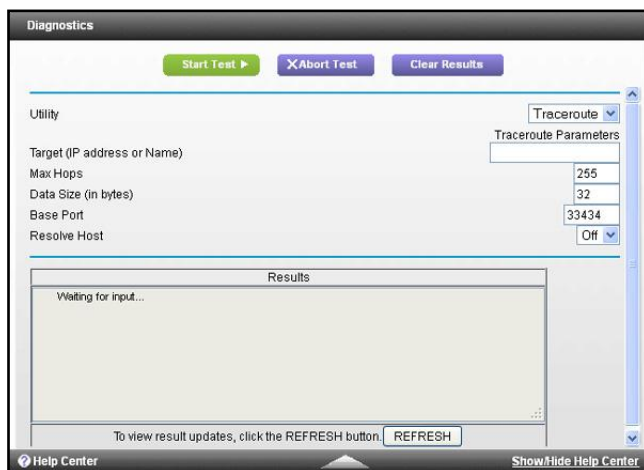 Diagnostics
Start Test
XAbort Test
Clear Results
Utility Traceroute
Traceroute Parameters
Target (IP address or Name)
Max Hops 255
Data Size (in bytes) 32
Base Port 33434
Resolve Host Off
Results
Waiting for input...
To view result updates, click the REFRESH button. REFRESH
Help Center Show/Hide Help Center